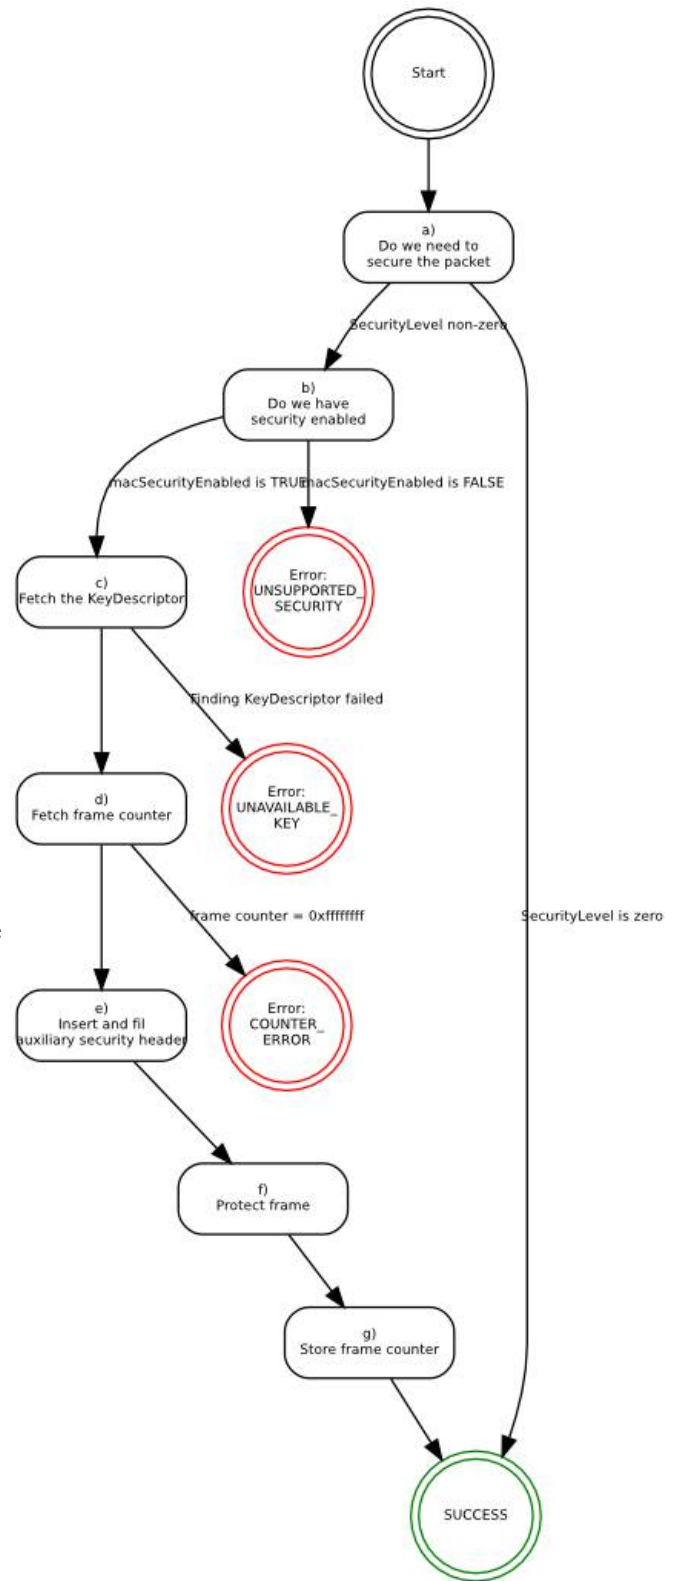 Start
a)
Do we need to
secure the packet
SecurityLevel non-zero
b)
Do we have
security enabled
macSecurityEnabled is TRUE
macSecurityEnabled is FALSE
c)
Fetch the KeyDescriptor
Error:
UNSUPPORTED_
SECURITY
Finding KeyDescriptor failed
d)
Fetch frame counter
Error:
UNAVAILABLE_
KEY
frame counter = 0xffffffff
SecurityLevel is zero
e)
Insert and fil
auxiliary security header
Error:
COUNTER_
ERROR
f)
Protect frame
g)
Store frame counter
SUCCESS